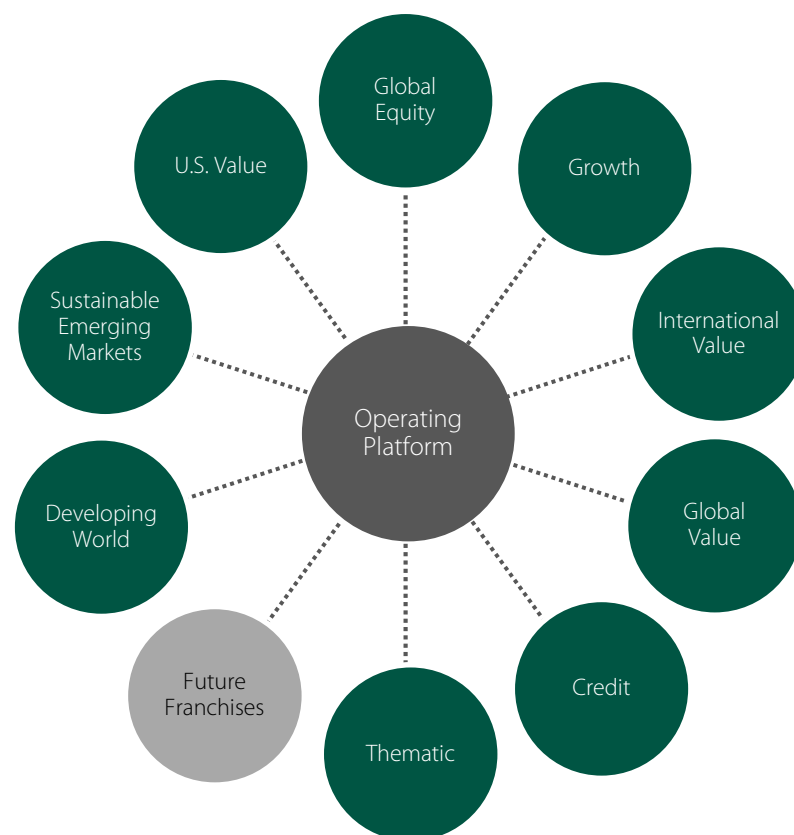 Global
Equity
U.S. Value
Growth
Sustainable
Emerging
Markets
International
Value
Operating
Platform
Developing
World
Global
Value
Future
Franchises
Credit
Thematic